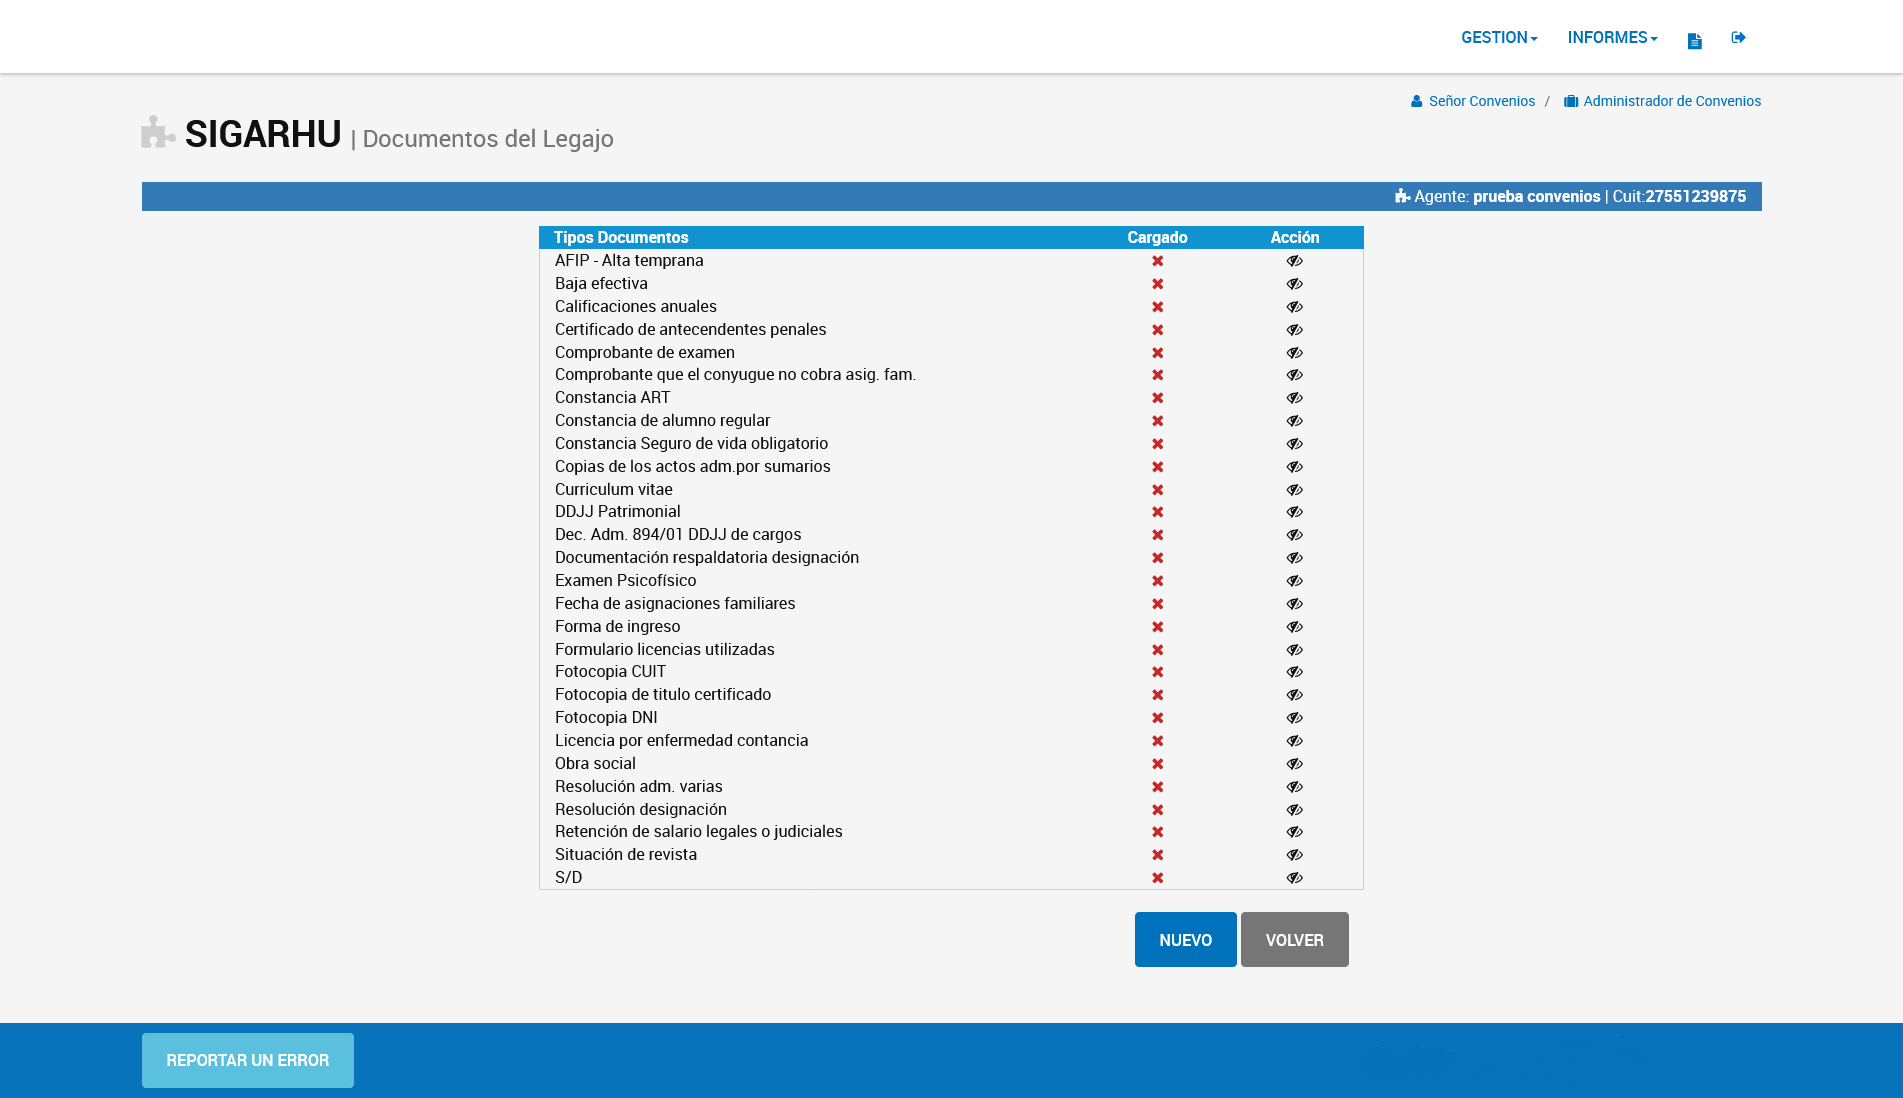 GESTION INFORMES
Señor Convenios / Administrador de Convenios
SIGARHU | Documentos del Legajo
Agente: prueba convenios | Cuit:27551239875
Tipos Documentos Cargado Acción
AFIP - Alta temprana
Baja efectiva
Calificaciones anuales
Certificado de antecendentes penales
Comprobante de examen
Comprobante que el conyugue no cobra asig. fam.
Constancia ART
Constancia de alumno regular
Constancia Seguro de vida obligatorio
Copias de los actos adm.por sumarios
Curriculum vitae
DDJJ Patrimonial
Dec. Adm. 894/01 DDJJ de cargos
Documentación respaldatoria designación
Examen Psicofísico
Fecha de asignaciones familiares
Forma de ingreso
Formulario licencias utilizadas
Fotocopia CUIT
Fotocopia de titulo certificado
Fotocopia DNI
Licencia por enfermedad contancia
Obra social
Resolución adm. varias
Resolución designación
Retención de salario legales o judiciales
Situación de revista
S/D
NUEVO VOLVER
REPORTAR UN ERROR